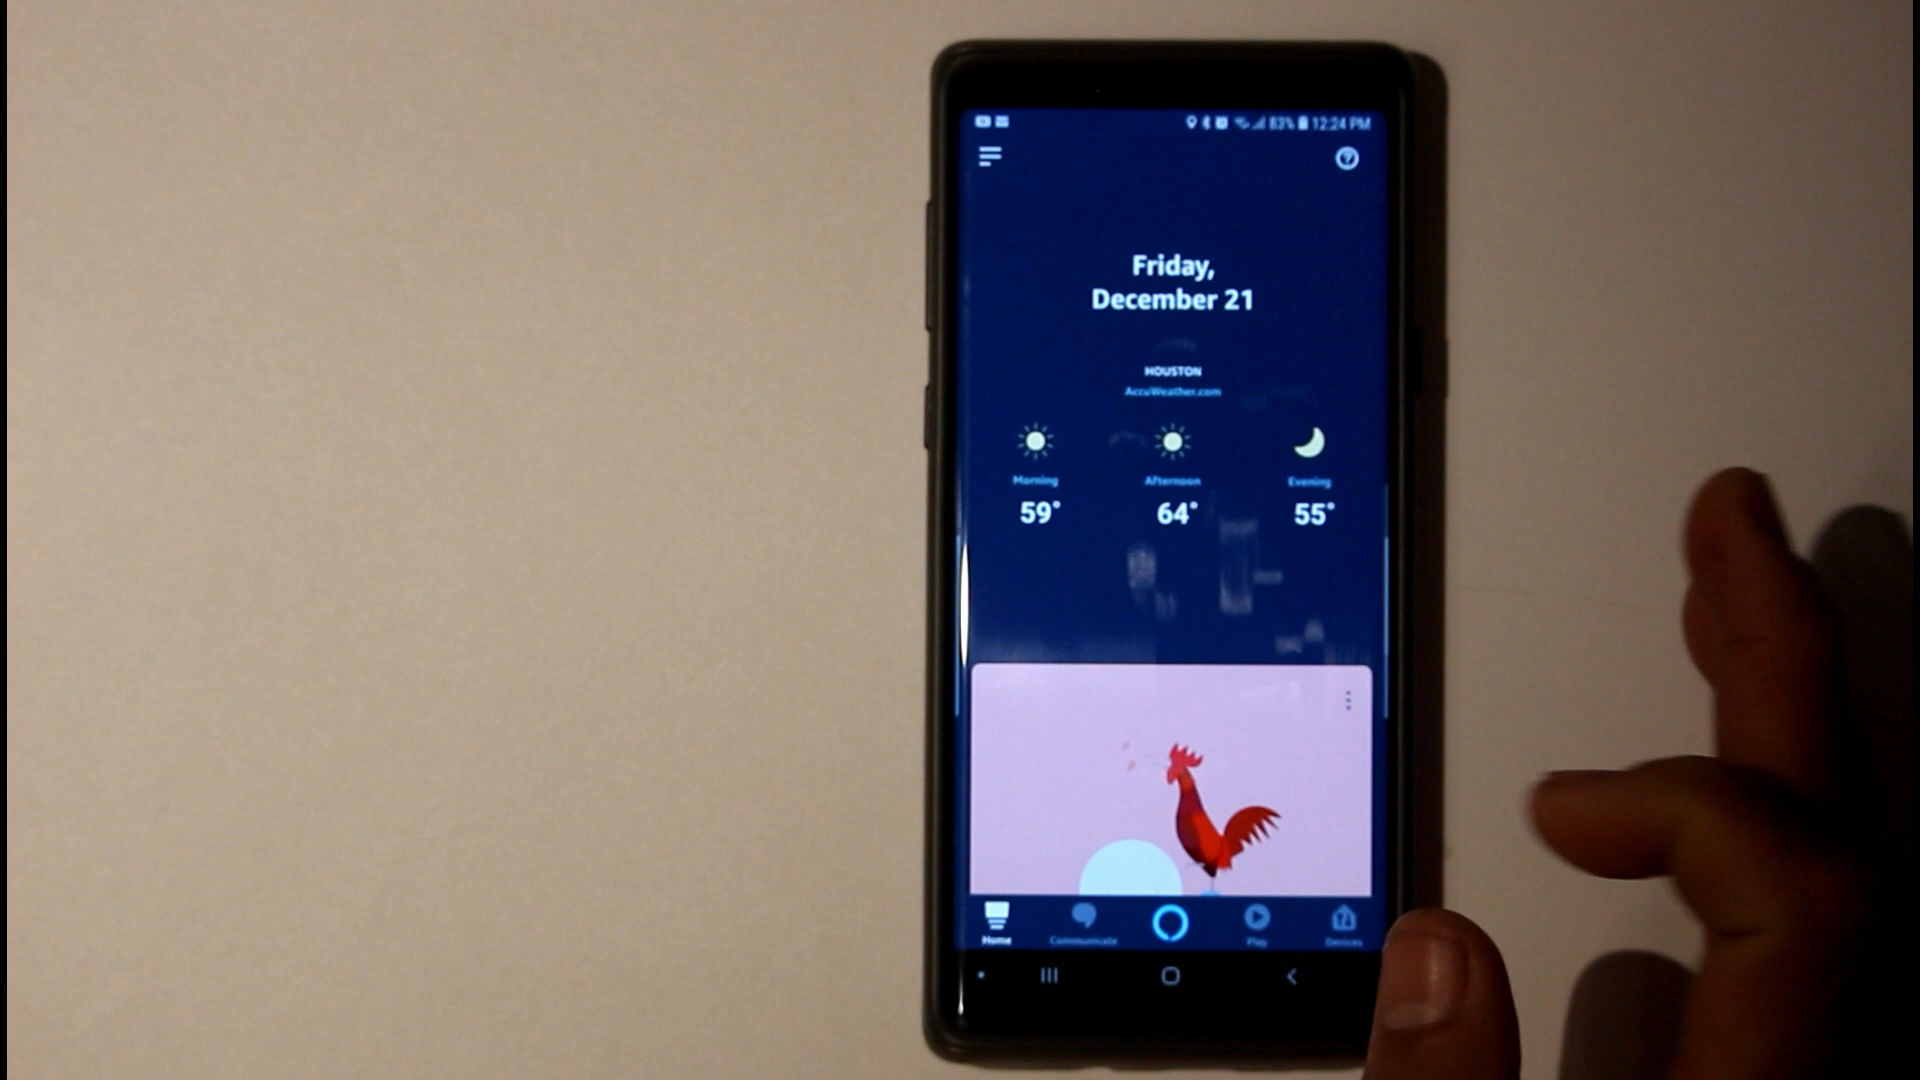 83% 12:24 PM
Friday,
December 21
HOUSTON
AccuWeather.com
Morning Afternoon Evening
59° 64° 55°
Home Communicate Play Devices